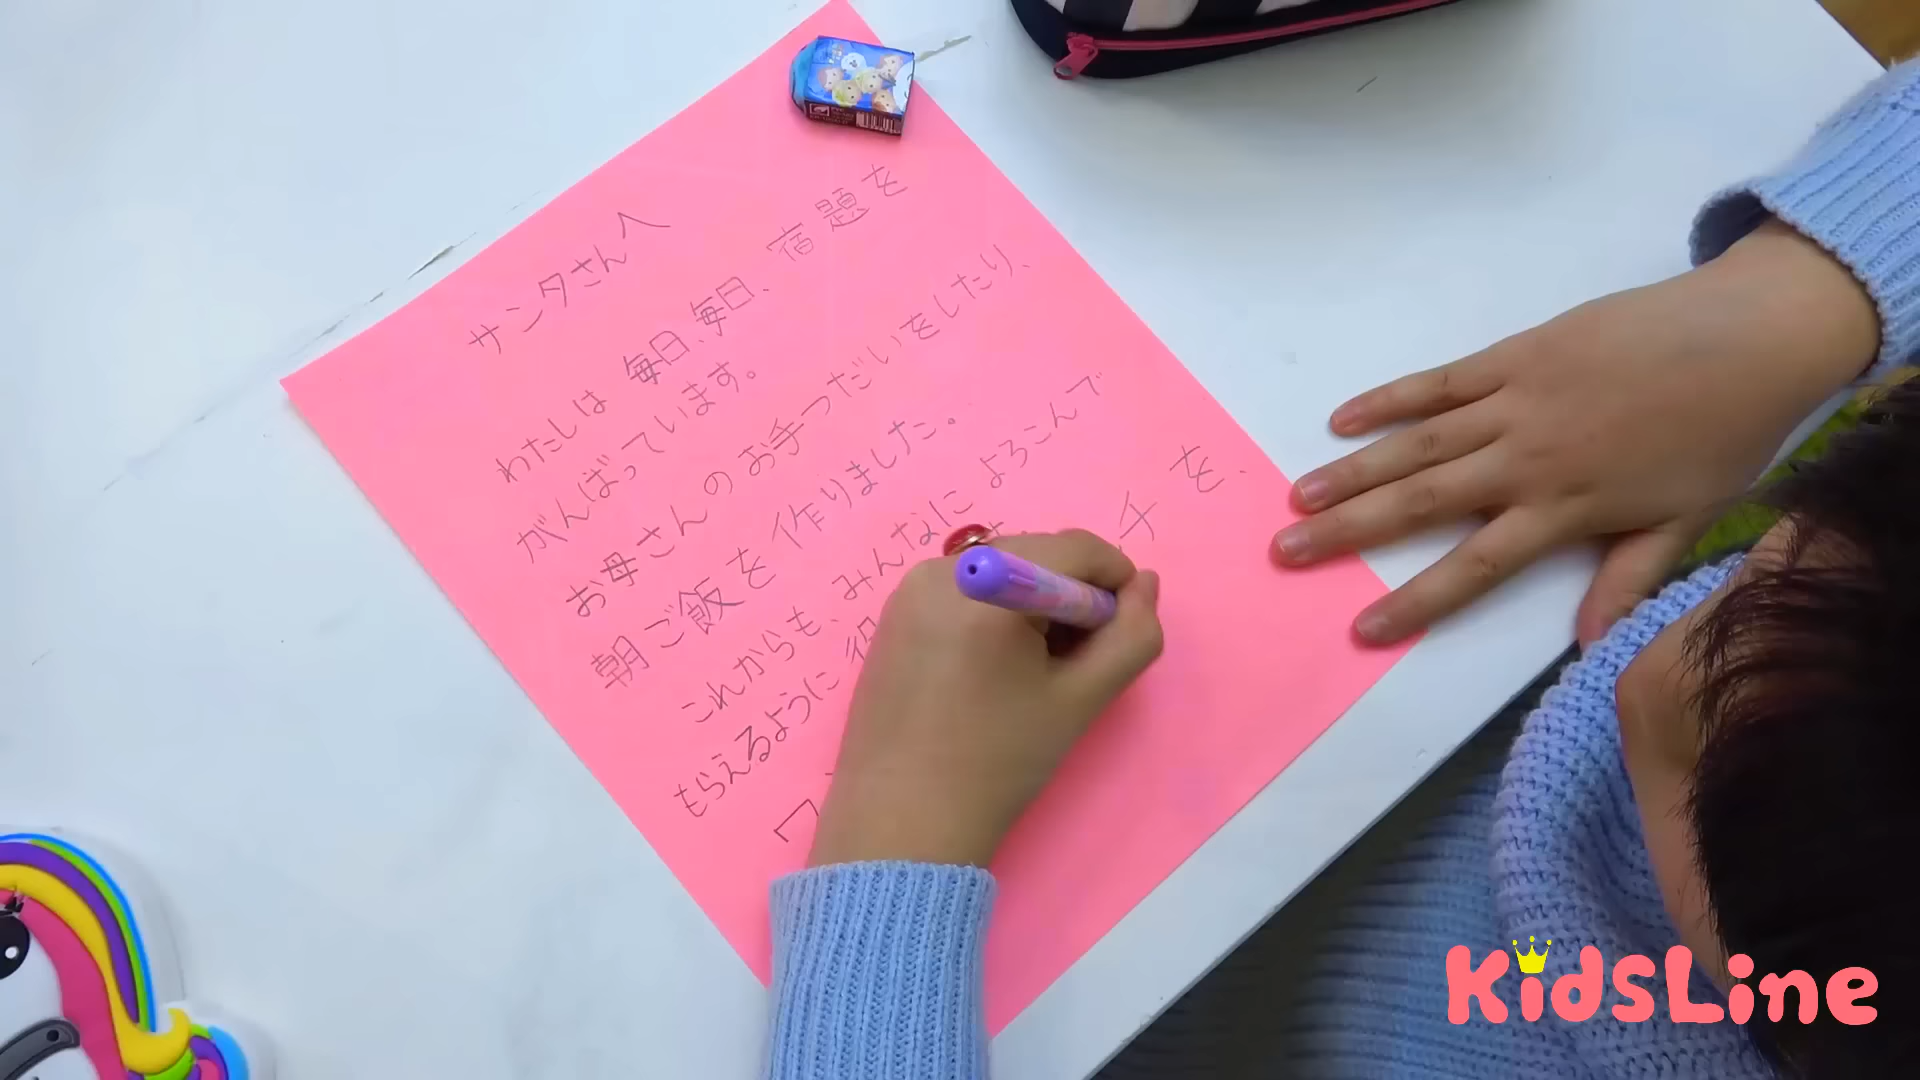 サンタさんへ
わたしは 毎日、毎日、宿題を
がんばっています。
お母さんのお手つだいをしたり、
朝ご飯を作りました。
これからも、みんなによろこんで
もらえるように
ワ チを、
KidsLine